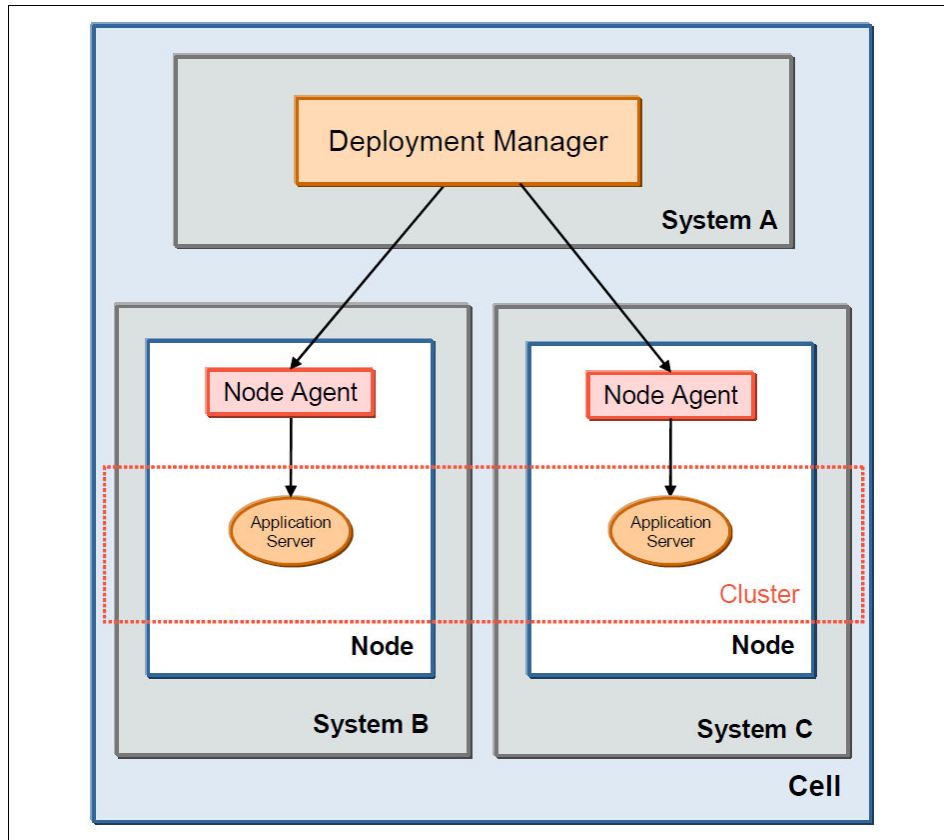 Deployment Manager
System A
Node Agent
Node Agent
Application
Server
Application
Server
Cluster
Node
Node
System B
System C
Cell